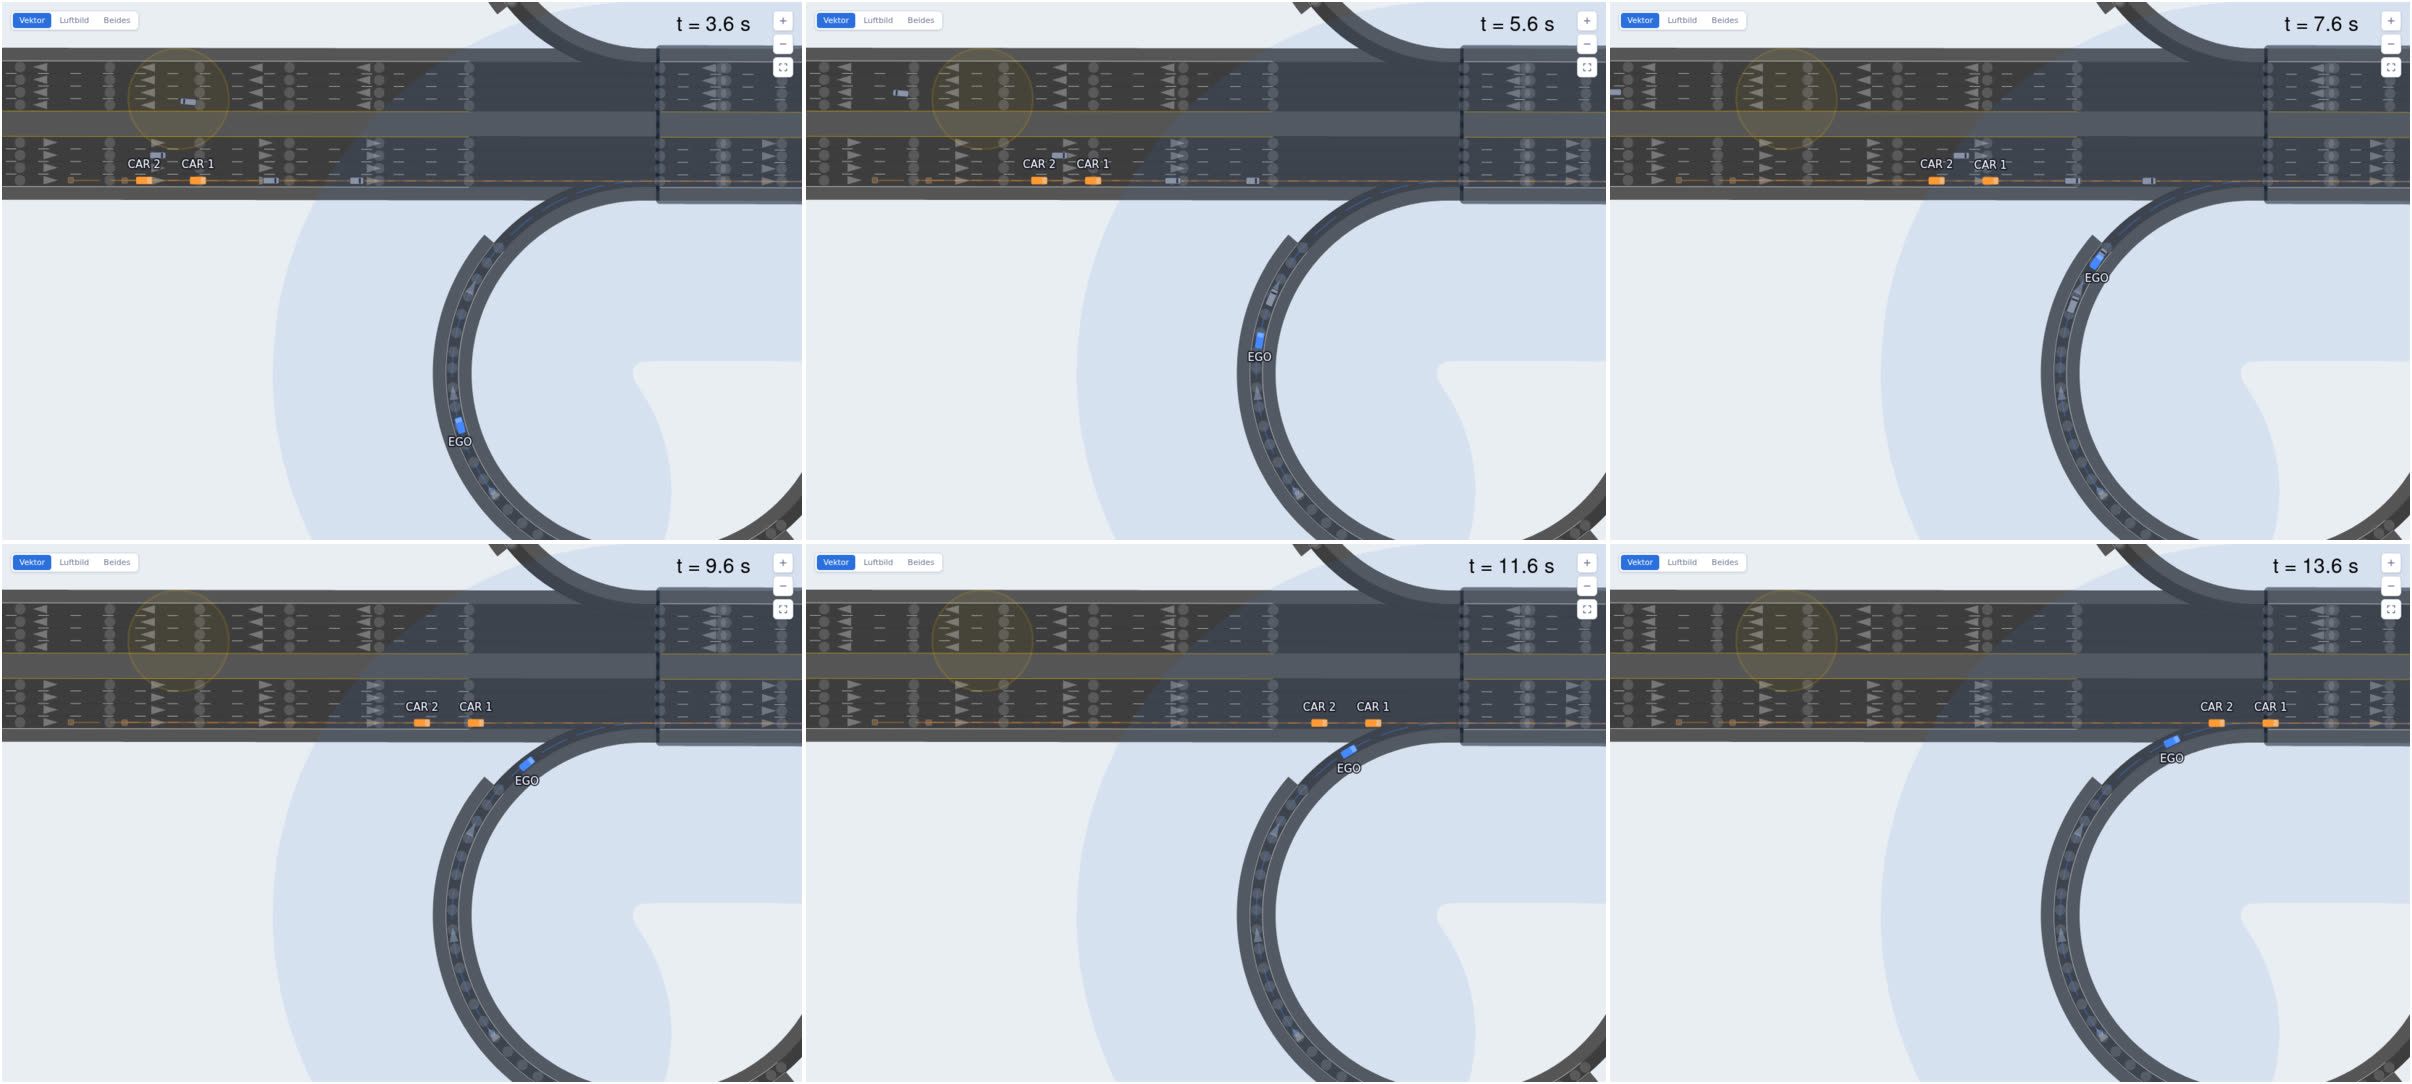 Vektor Luftbild Beides t = 3.6 s +
−
CAR 2 CAR 1
EGO
Vektor Luftbild Beides t = 5.6 s +
−
CAR 2 CAR 1
EGO
Vektor Luftbild Beides t = 7.6 s +
−
CAR 2 CAR 1
EGO
Vektor Luftbild Beides t = 9.6 s +
−
CAR 2 CAR 1
EGO
Vektor Luftbild Beides t = 11.6 s +
−
CAR 2 CAR 1
EGO
Vektor Luftbild Beides t = 13.6 s +
−
CAR 2 CAR 1
EGO